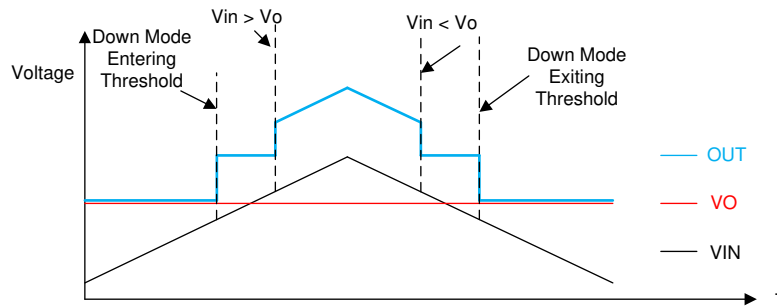 Vin > Vo
Vin < Vo
Down Mode
Entering
Threshold
Down Mode
Exiting
Threshold
Voltage
OUT
VO
VIN